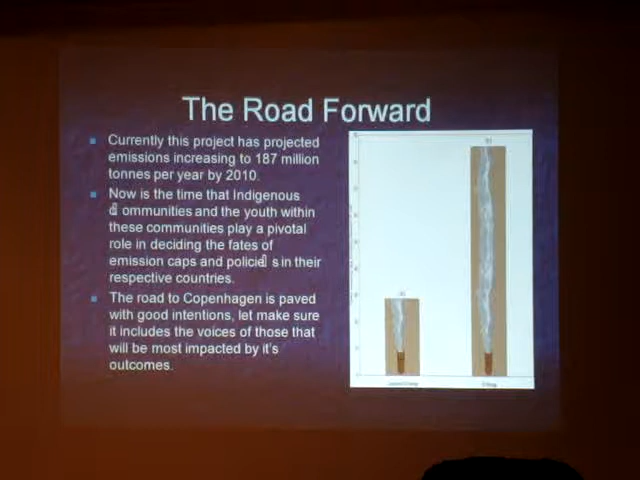 The Road Forward
Currently this project has projected
emissions increasing to 187 million
tonnes per year by 2010.
Now is the time that Indigenous
ommunities and the youth within
these communities play a pivotal
role in deciding the fates of
emission caps and polici s in their
respective countries.
The road to Copenhagen is paved
with good intentions, let make sure
it includes the voices of those that
will be most impacted by it's
outcomes.